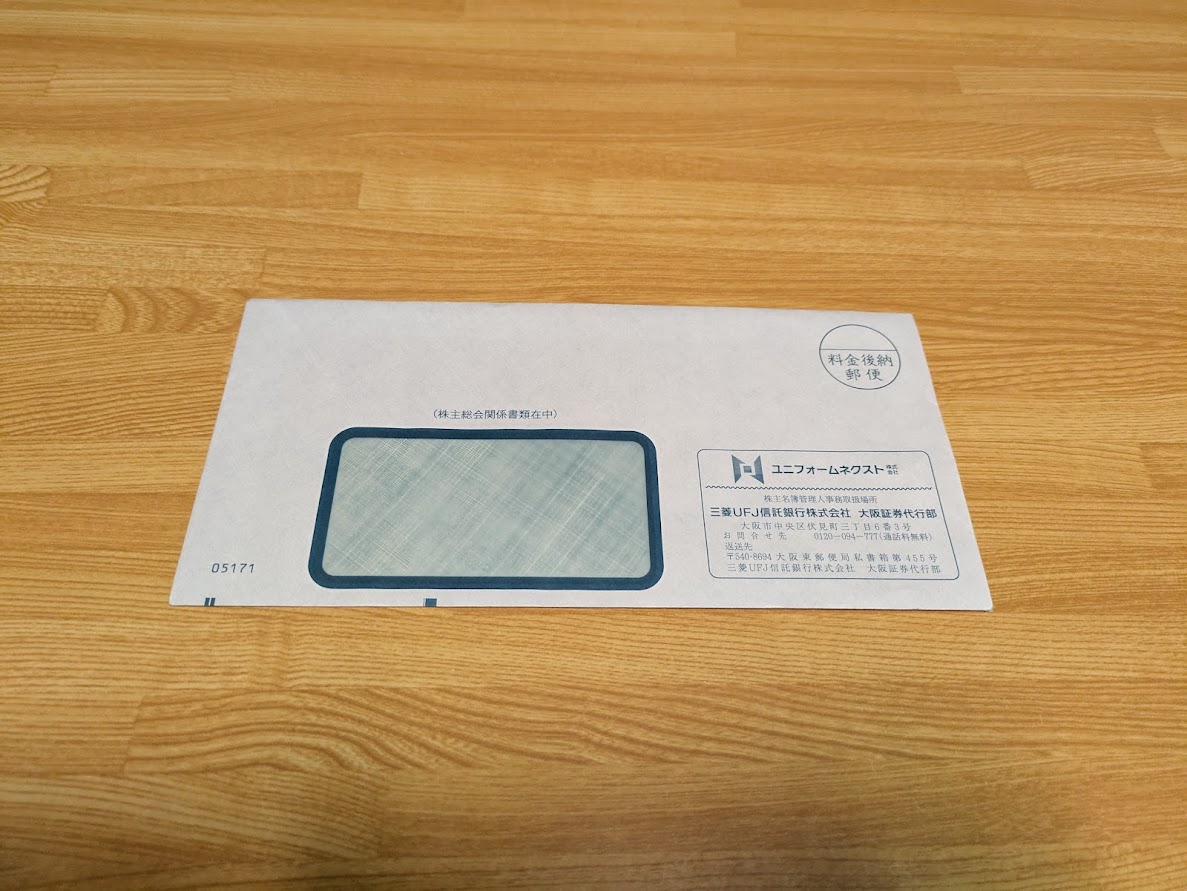 料金後納
郵便
（株主総会関係書類在中）
ユニフォームネクスト株式会社
株主名簿管理人事務取扱場所
三菱UFJ信託銀行株式会社 大阪証券代行部
大阪市中央区伏見町三丁目6番3号
お問合せ先 0120-094-777(通話料無料)
返送先
〒540-8694 大阪東郵便局私書箱第455号
三菱UFJ信託銀行株式会社 大阪証券代行部
05171